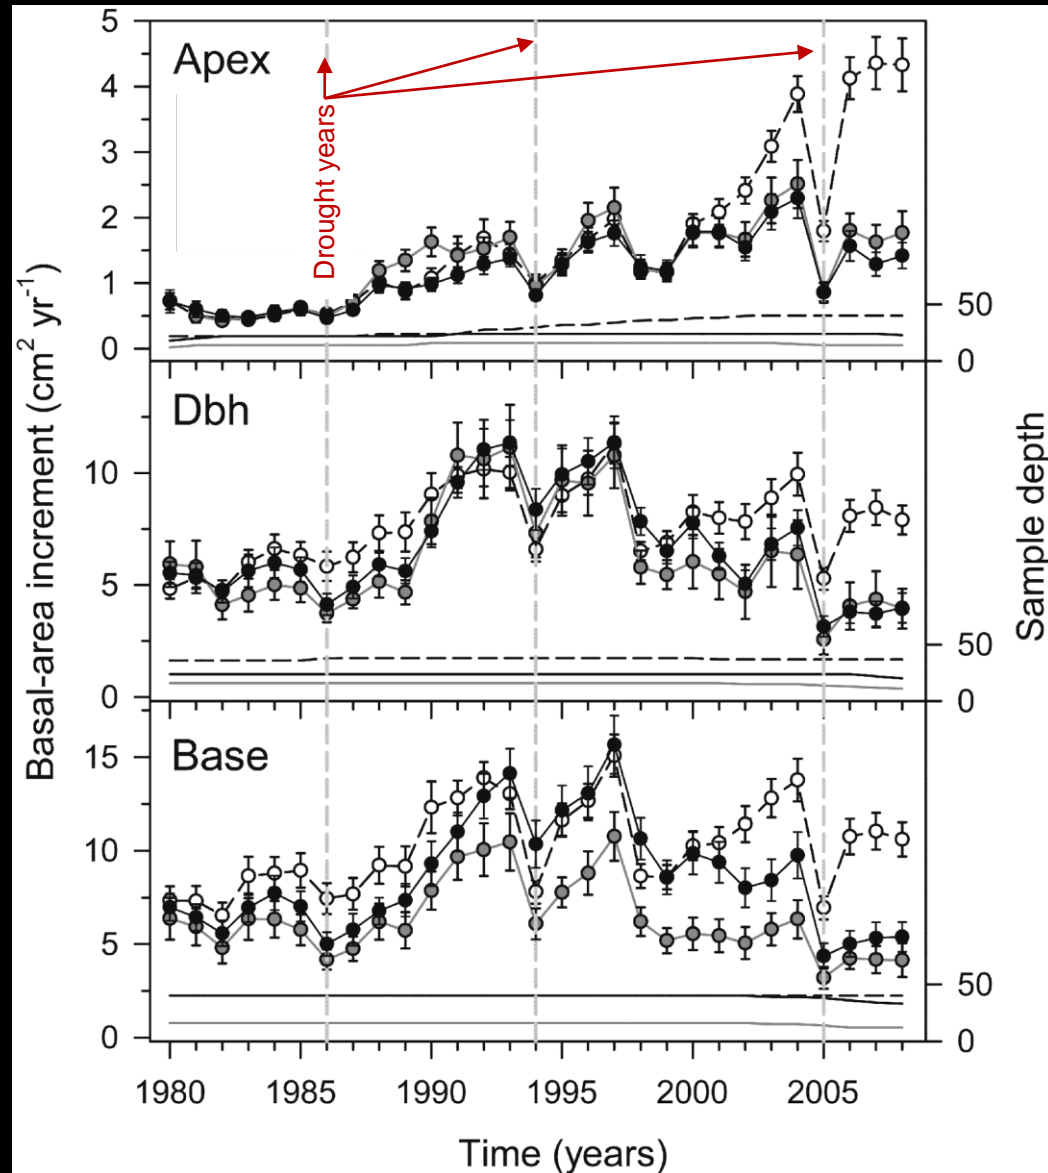 Apex
Drought years
5
4
3
2
1
0
50
0
Dbh
10
5
0
50
0
Base
15
10
5
0
50
0
Basal-area increment (cm² yr⁻¹)
Sample depth
1980 1985 1990 1995 2000 2005
Time (years)